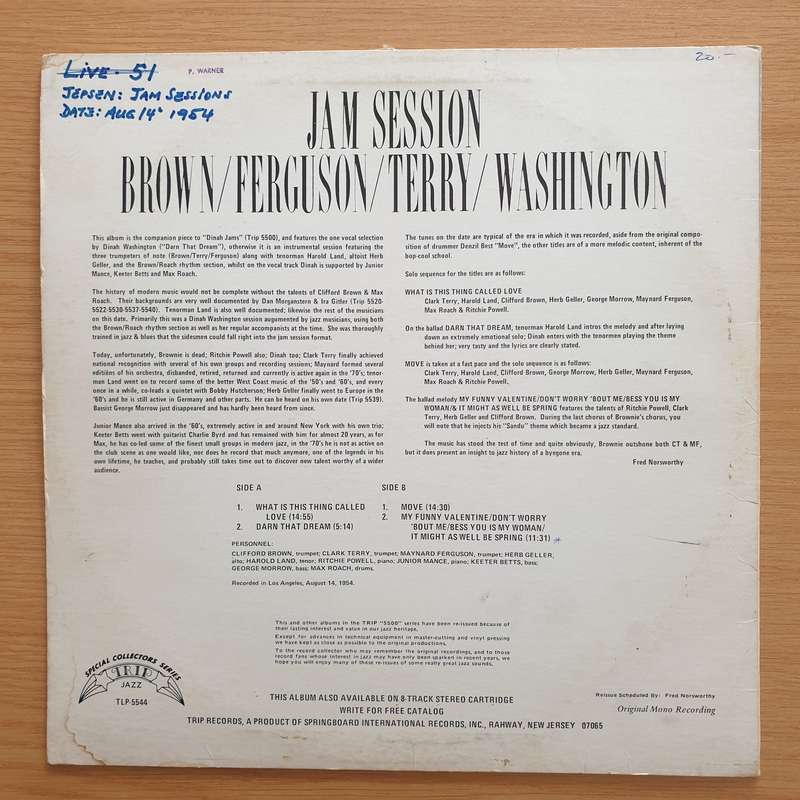 LIVE - 51
P. WARNER
20.-
JEPSEN: JAM SESSIONS
DATE: AUG 14' 1954
JAM SESSION
BROWN/FERGUSON/TERRY/WASHINGTON
This album is the companion piece to "Dinah Jams" (Trip 5500), and features the one vocal selection
by Dinah Washington ("Darn That Dream"), otherwise it is an instrumental session featuring the
three trumpeters of note (Brown/Terry/Ferguson) along with tenorman Harold Land, altoist Herb
Geller, and the Brown/Roach rhythm section, whilst on the vocal track Dinah is supported by Junior
Mance, Keeter Betts and Max Roach.
The history of modern music would not be complete without the talents of Clifford Brown & Max
Roach. Their backgrounds are very well documented by Dan Morganstern & Ira Gitler (Trip 5520-
5522-5530-5537-5540). Tenorman Land is also well documented; likewise the rest of the musicians
on this date. Primarily this was a Dinah Washington session augumented by jazz musicians, using both
the Brown/Roach rhythm section as well as her regular accompanists at the time. She was thoroughly
trained in jazz & blues that the sidesmen could fall right into the jam session format.
Today, unfortunately, Brownie is dead; Ritchie Powell also; Dinah too; Clark Terry finally achieved
national recognition with several of his own groups and recording sessions; Maynard formed several
editions of his orchestra, disbanded, retired, returned and currently is active again in the '70's; tenor-
man Land went on to record some of the better West Coast music of the '50's and '60's, and every
once in a while, co-leads a quintet with Bobby Hutcherson; Herb Geller finally went to Europe in the
'60's and he is still active in Germany and other parts. He can be heard on his own date (Trip 5539).
Bassist George Morrow just disappeared and has hardly been heard from since.
Junior Mance also arrived in the '60's, extremely active in and around New York with his own trio;
Keeter Betts went with guitarist Charlie Byrd and has remained with him for almost 20 years, as for
Max, he has co-led some of the finest small groups in modern jazz, in the '70's he is not as active on
the club scene as one would like, nor does he record that much anymore, one of the legends in his
own lifetime, he teaches, and probably still takes time out to discover new talent worthy of a wider
audience.
The tunes on the date are typical of the era in which it was recorded, aside from the original compo-
sition of drummer Denzil Best "Move", the other titles are of a more melodic content, inherent of the
bop-cool school.
Solo sequence for the titles are as follows:
WHAT IS THIS THING CALLED LOVE
Clark Terry, Harold Land, Clifford Brown, Herb Geller, George Morrow, Maynard Ferguson,
Max Roach & Ritchie Powell.
On the ballad DARN THAT DREAM, tenorman Harold Land intros the melody and after laying
down an extremely emotional solo; Dinah enters with the tenormen playing the theme
behind her; very tasty and the lyrics are clearly stated.
MOVE is taken at a fast pace and the solo sequence is as follows:
Clark Terry, Harold Land, Clifford Brown, George Morrow, Herb Geller, Maynard Ferguson,
Max Roach & Ritchie Powell,
The ballad melody MY FUNNY VALENTINE/DON'T WORRY 'BOUT ME/BESS YOU IS MY
WOMAN/& IT MIGHT AS WELL BE SPRING features the talents of Ritchie Powell, Clark
Terry, Herb Geller and Clifford Brown. During the last chorus of Brownie's chorus, you
will note that he injects his "Sandu" theme which became a jazz standard.
The music has stood the test of time and quite obviously, Brownie outshone both CT & MF,
but it does present an insight to jazz history of a byegone era.
Fred Norsworthy
SIDE A
1. WHAT IS THIS THING CALLED
LOVE (14:55)
2. DARN THAT DREAM (5:14)
SIDE B
1. MOVE (14:30)
2. MY FUNNY VALENTINE/DON'T WORRY
'BOUT ME/BESS YOU IS MY WOMAN/
IT MIGHT AS WELL BE SPRING (11:31) *
PERSONNEL:
CLIFFORD BROWN, trumpet; CLARK TERRY, trumpet; MAYNARD FERGUSON, trumpet; HERB GELLER,
alto; HAROLD LAND, tenor; RITCHIE POWELL, piano; JUNIOR MANCE, piano; KEETER BETTS, bass;
GEORGE MORROW, bass; MAX ROACH, drums.
Recorded in Los Angeles, August 14, 1954.
This and other albums in the TRIP "5500" series have been re-issued because of
their lasting interest and value in our jazz heritage.
Except for advances in technical equipment in master-cutting and vinyl pressing
we have kept as close as possible to the original productions.
To the record collector who may remember the original recordings, and to those
record fans whose interest in jazz may have only been sparked in recent years, we
hope you will enjoy many of these re-issues of some really great jazz sounds.
SPECIAL COLLECTORS SERIES
TRIP
JAZZ
TLP-5544
THIS ALBUM ALSO AVAILABLE ON 8-TRACK STEREO CARTRIDGE
WRITE FOR FREE CATALOG
TRIP RECORDS, A PRODUCT OF SPRINGBOARD INTERNATIONAL RECORDS, INC., RAHWAY, NEW JERSEY 07065
Reissue Scheduled By: Fred Norsworthy
Original Mono Recording